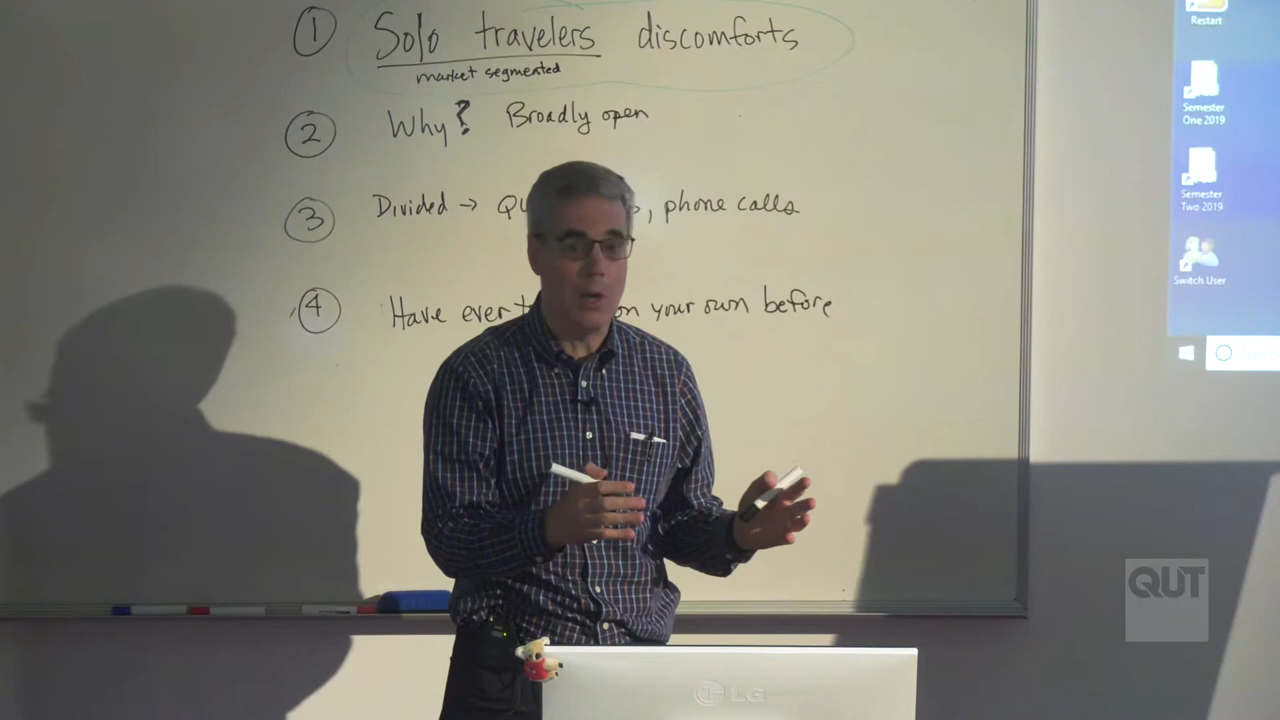 ① Solo travelers discomforts
market segmented
② Why? Broadly open
③ Divided → , phone calls
④ Have ever on your own before
Restart
Semester
One 2019
Semester
Two 2019
Switch User
QUT
LG